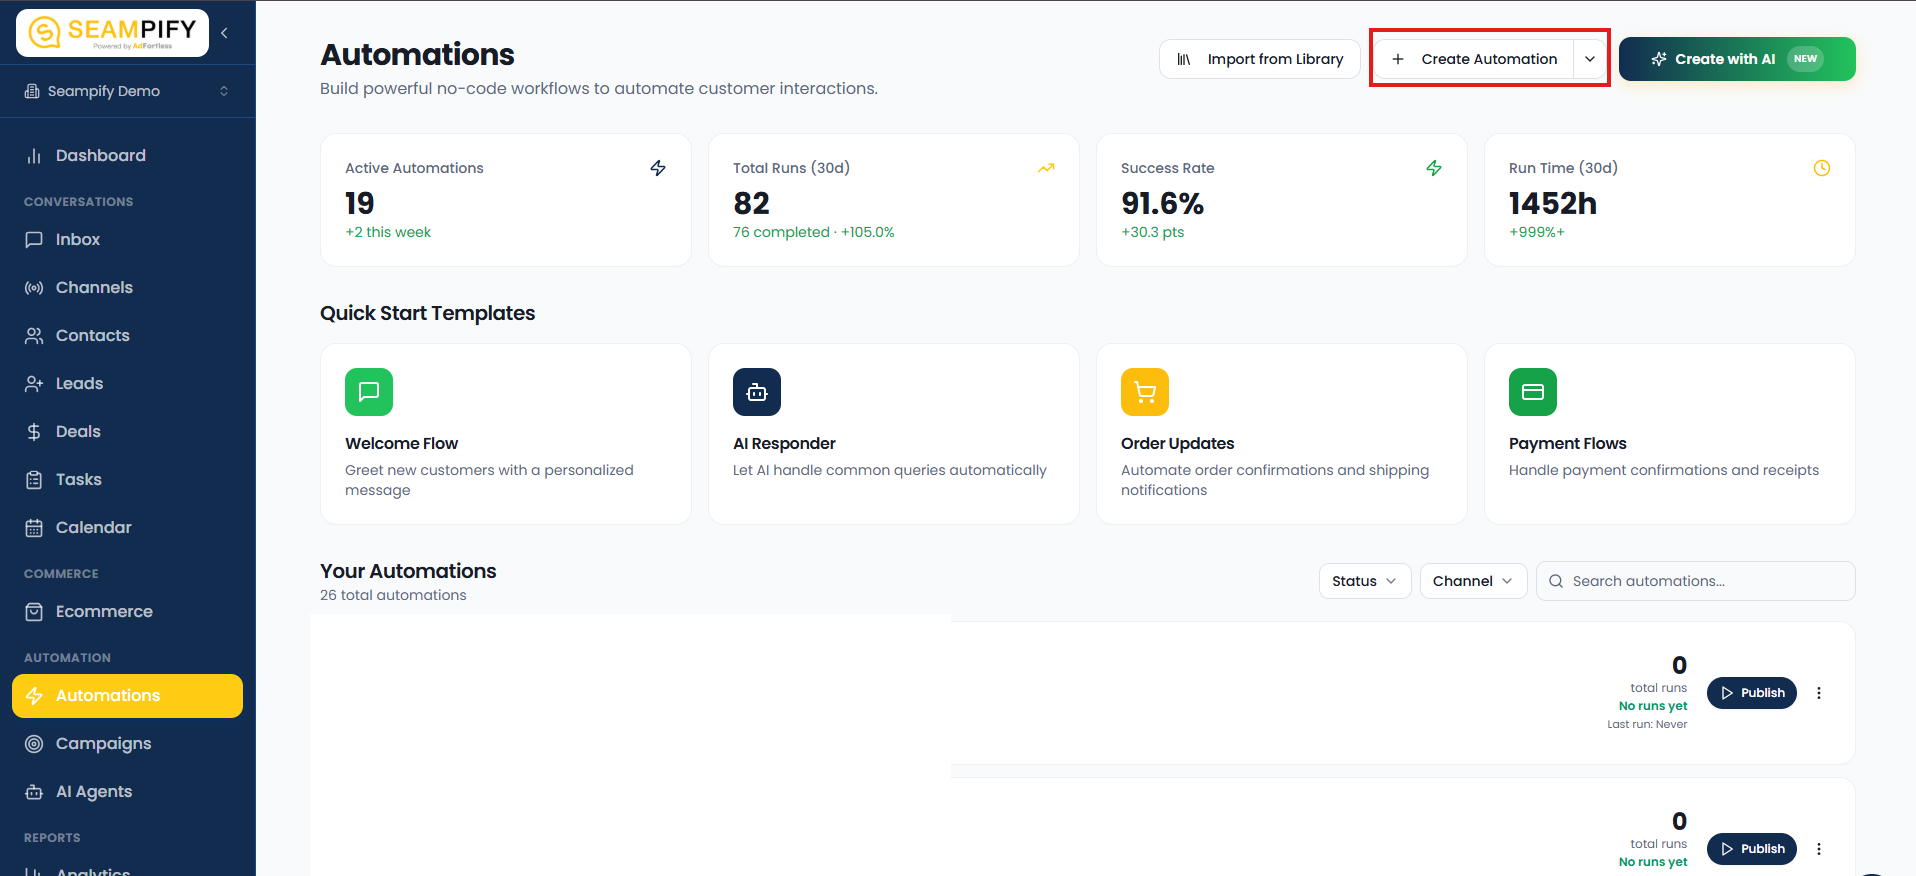 SEAMPIFY
Powered by AdFortless
Seampify Demo
Dashboard
CONVERSATIONS
Inbox
Channels
Contacts
Leads
Deals
Tasks
Calendar
COMMERCE
Ecommerce
AUTOMATION
Automations
Campaigns
AI Agents
REPORTS
Analytics
Automations
Build powerful no-code workflows to automate customer interactions.
Import from Library
Create Automation
Create with AI NEW
Active Automations
19
+2 this week
Total Runs (30d)
82
76 completed · +105.0%
Success Rate
91.6%
+30.3 pts
Run Time (30d)
1452h
+999%+
Quick Start Templates
Welcome Flow
Greet new customers with a personalized
message
AI Responder
Let AI handle common queries automatically
Order Updates
Automate order confirmations and shipping
notifications
Payment Flows
Handle payment confirmations and receipts
Your Automations
26 total automations
Status
Channel
Search automations...
0
total runs
No runs yet
Last run: Never
Publish
0
total runs
No runs yet
Publish